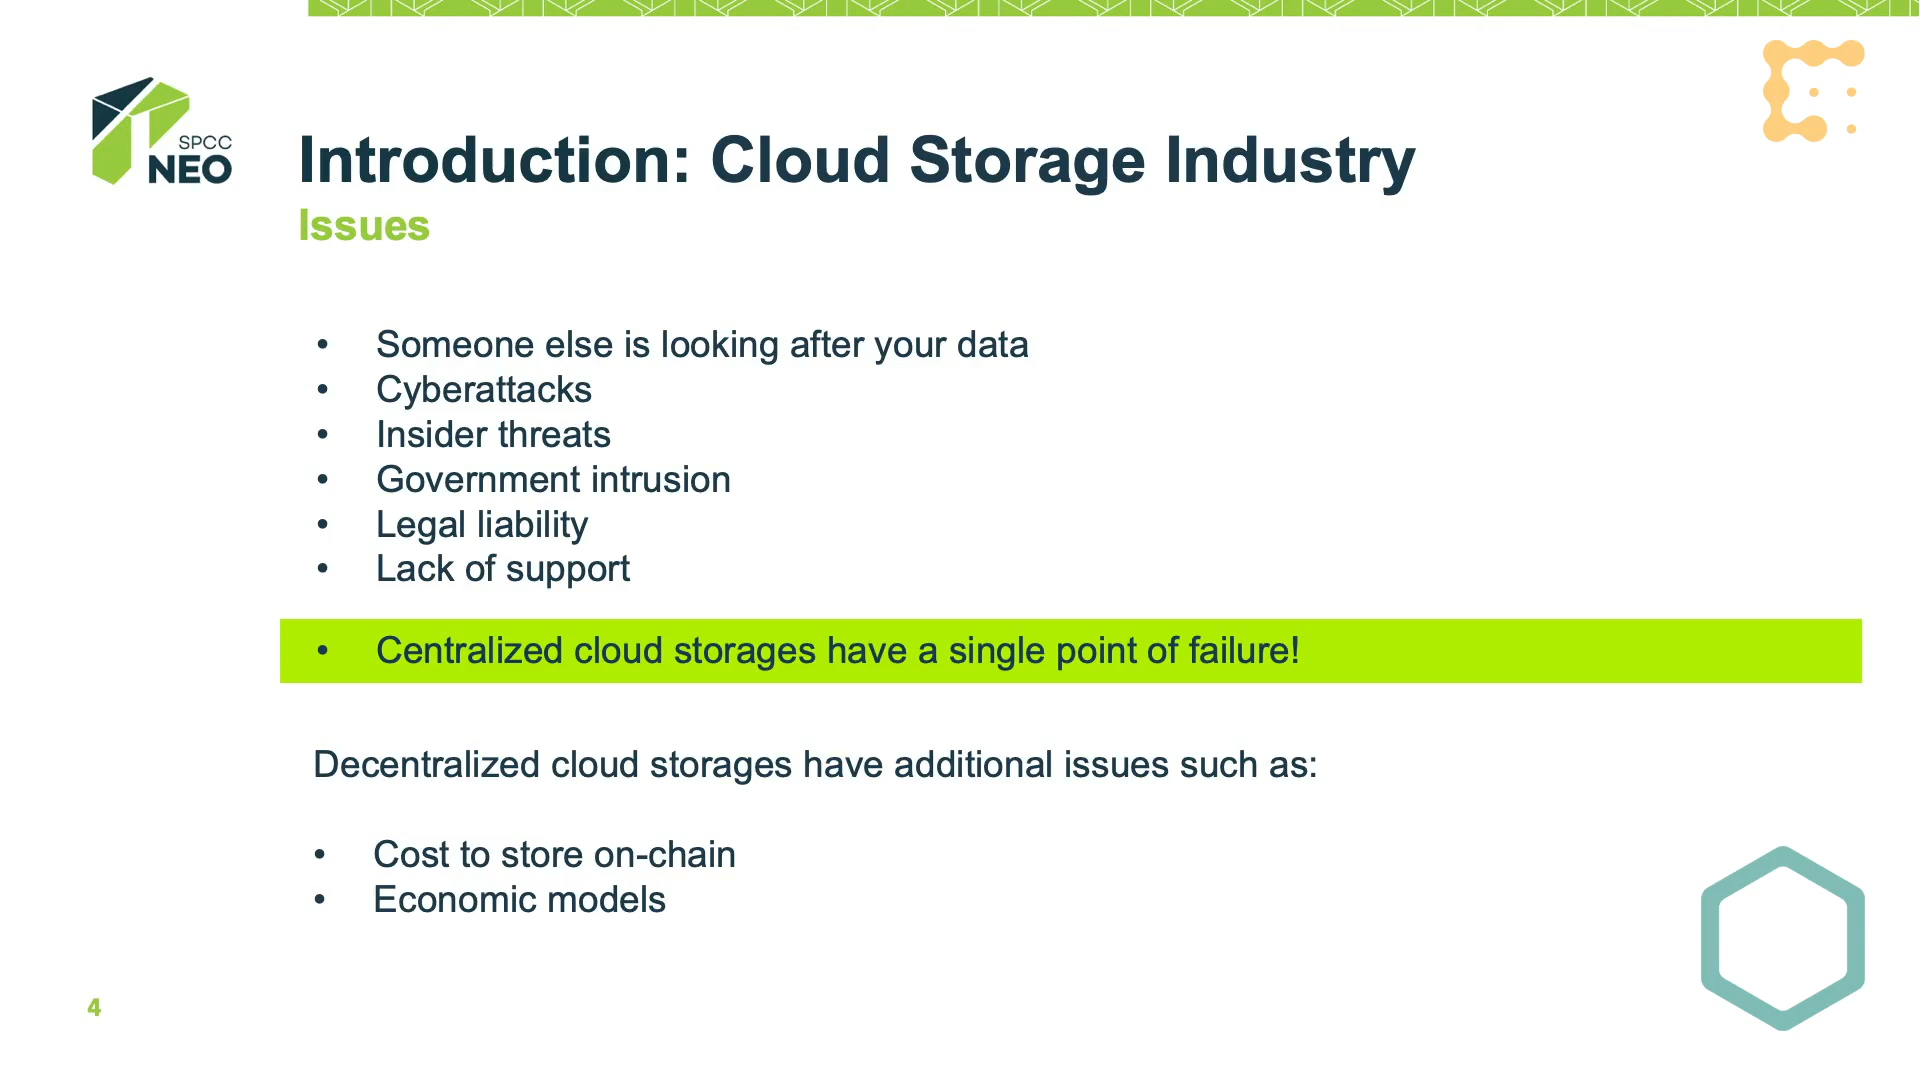 SPCC
NEO
Introduction: Cloud Storage Industry
Issues
• Someone else is looking after your data
• Cyberattacks
• Insider threats
• Government intrusion
• Legal liability
• Lack of support
• Centralized cloud storages have a single point of failure!
Decentralized cloud storages have additional issues such as:
• Cost to store on-chain
• Economic models
4